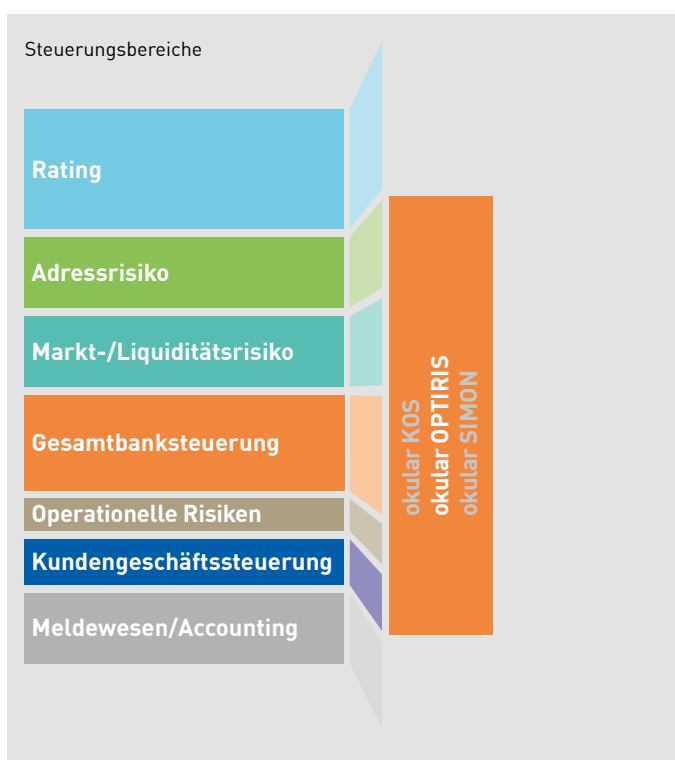 Steuerungsbereiche
Rating
Adressrisiko
Markt-/Liquiditätsrisiko
Gesamtbanksteuerung
Operationelle Risiken
Kundengeschäftssteuerung
Meldewesen/Accounting
okular KOS
okular OPTIRIS
okular SIMON